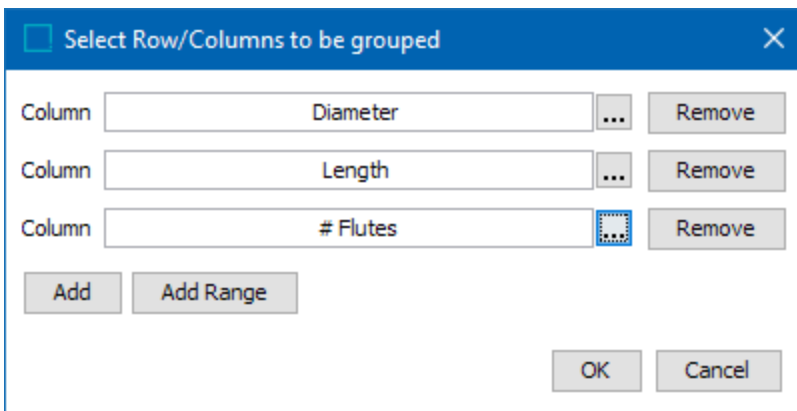 Select Row/Columns to be grouped
Column Diameter ... Remove
Column Length ... Remove
Column # Flutes ... Remove
Add Add Range
OK Cancel